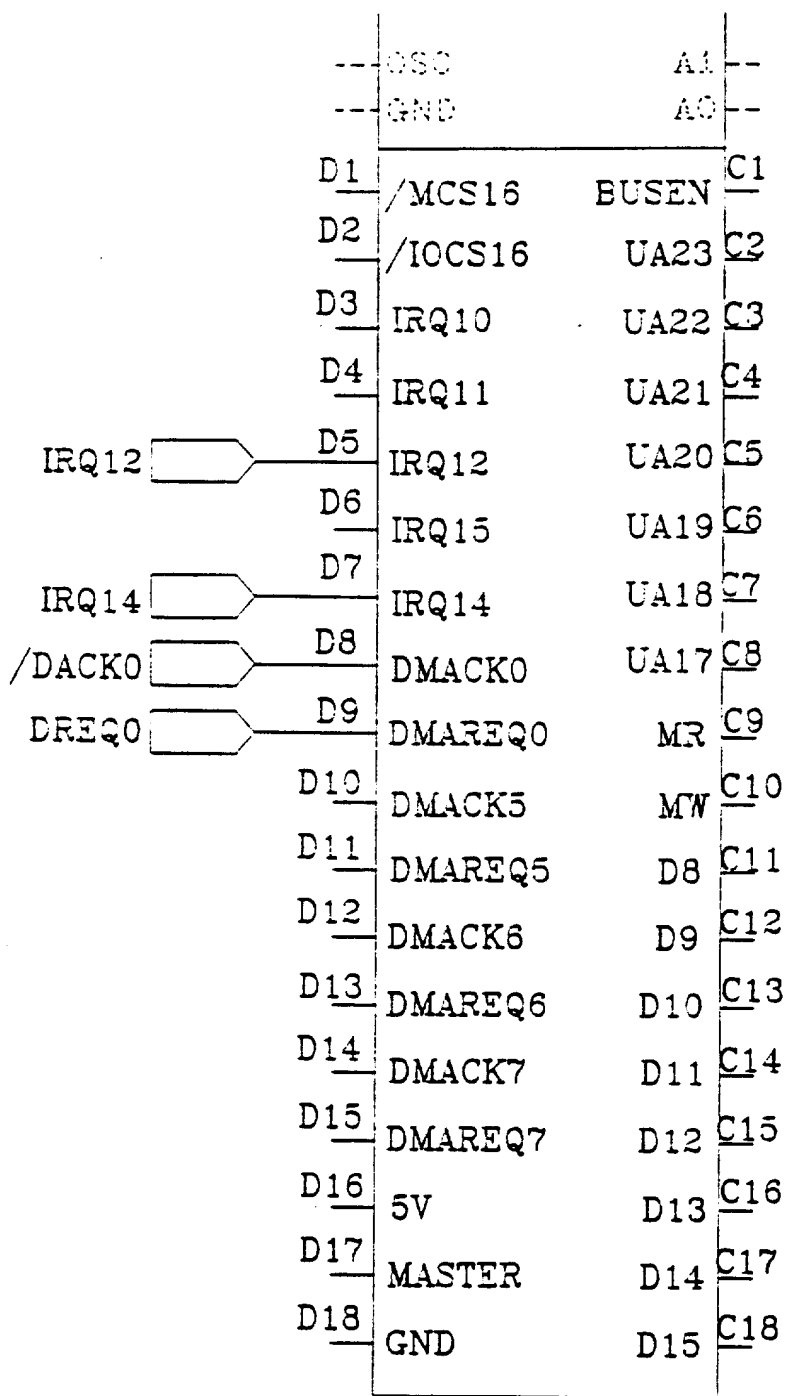 OSC A1
GND A0
D1 /MCS16 BUSEN C1
D2 /IOCS16 UA23 C2
D3 IRQ10 UA22 C3
D4 IRQ11 UA21 C4
IRQ12 D5 IRQ12 UA20 C5
D6 IRQ15 UA19 C6
IRQ14 D7 IRQ14 UA18 C7
/DACK0 D8 DMACK0 UA17 C8
DREQ0 D9 DMAREQ0 MR C9
D10 DMACK5 MW C10
D11 DMAREQ5 D8 C11
D12 DMACK6 D9 C12
D13 DMAREQ6 D10 C13
D14 DMACK7 D11 C14
D15 DMAREQ7 D12 C15
D16 5V D13 C16
D17 MASTER D14 C17
D18 GND D15 C18